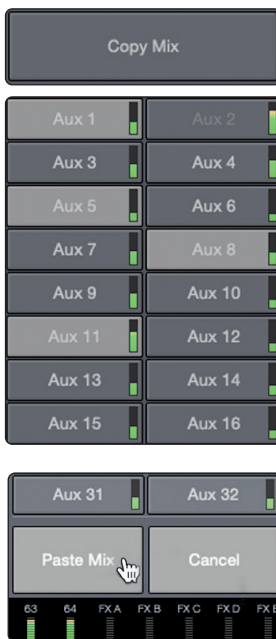 Copy Mix
Aux 1 Aux 2
Aux 3 Aux 4
Aux 5 Aux 6
Aux 7 Aux 8
Aux 9 Aux 10
Aux 11 Aux 12
Aux 13 Aux 14
Aux 15 Aux 16
Aux 31 Aux 32
Paste Mix Cancel
63 64 FX A FX B FX C FX D FX E